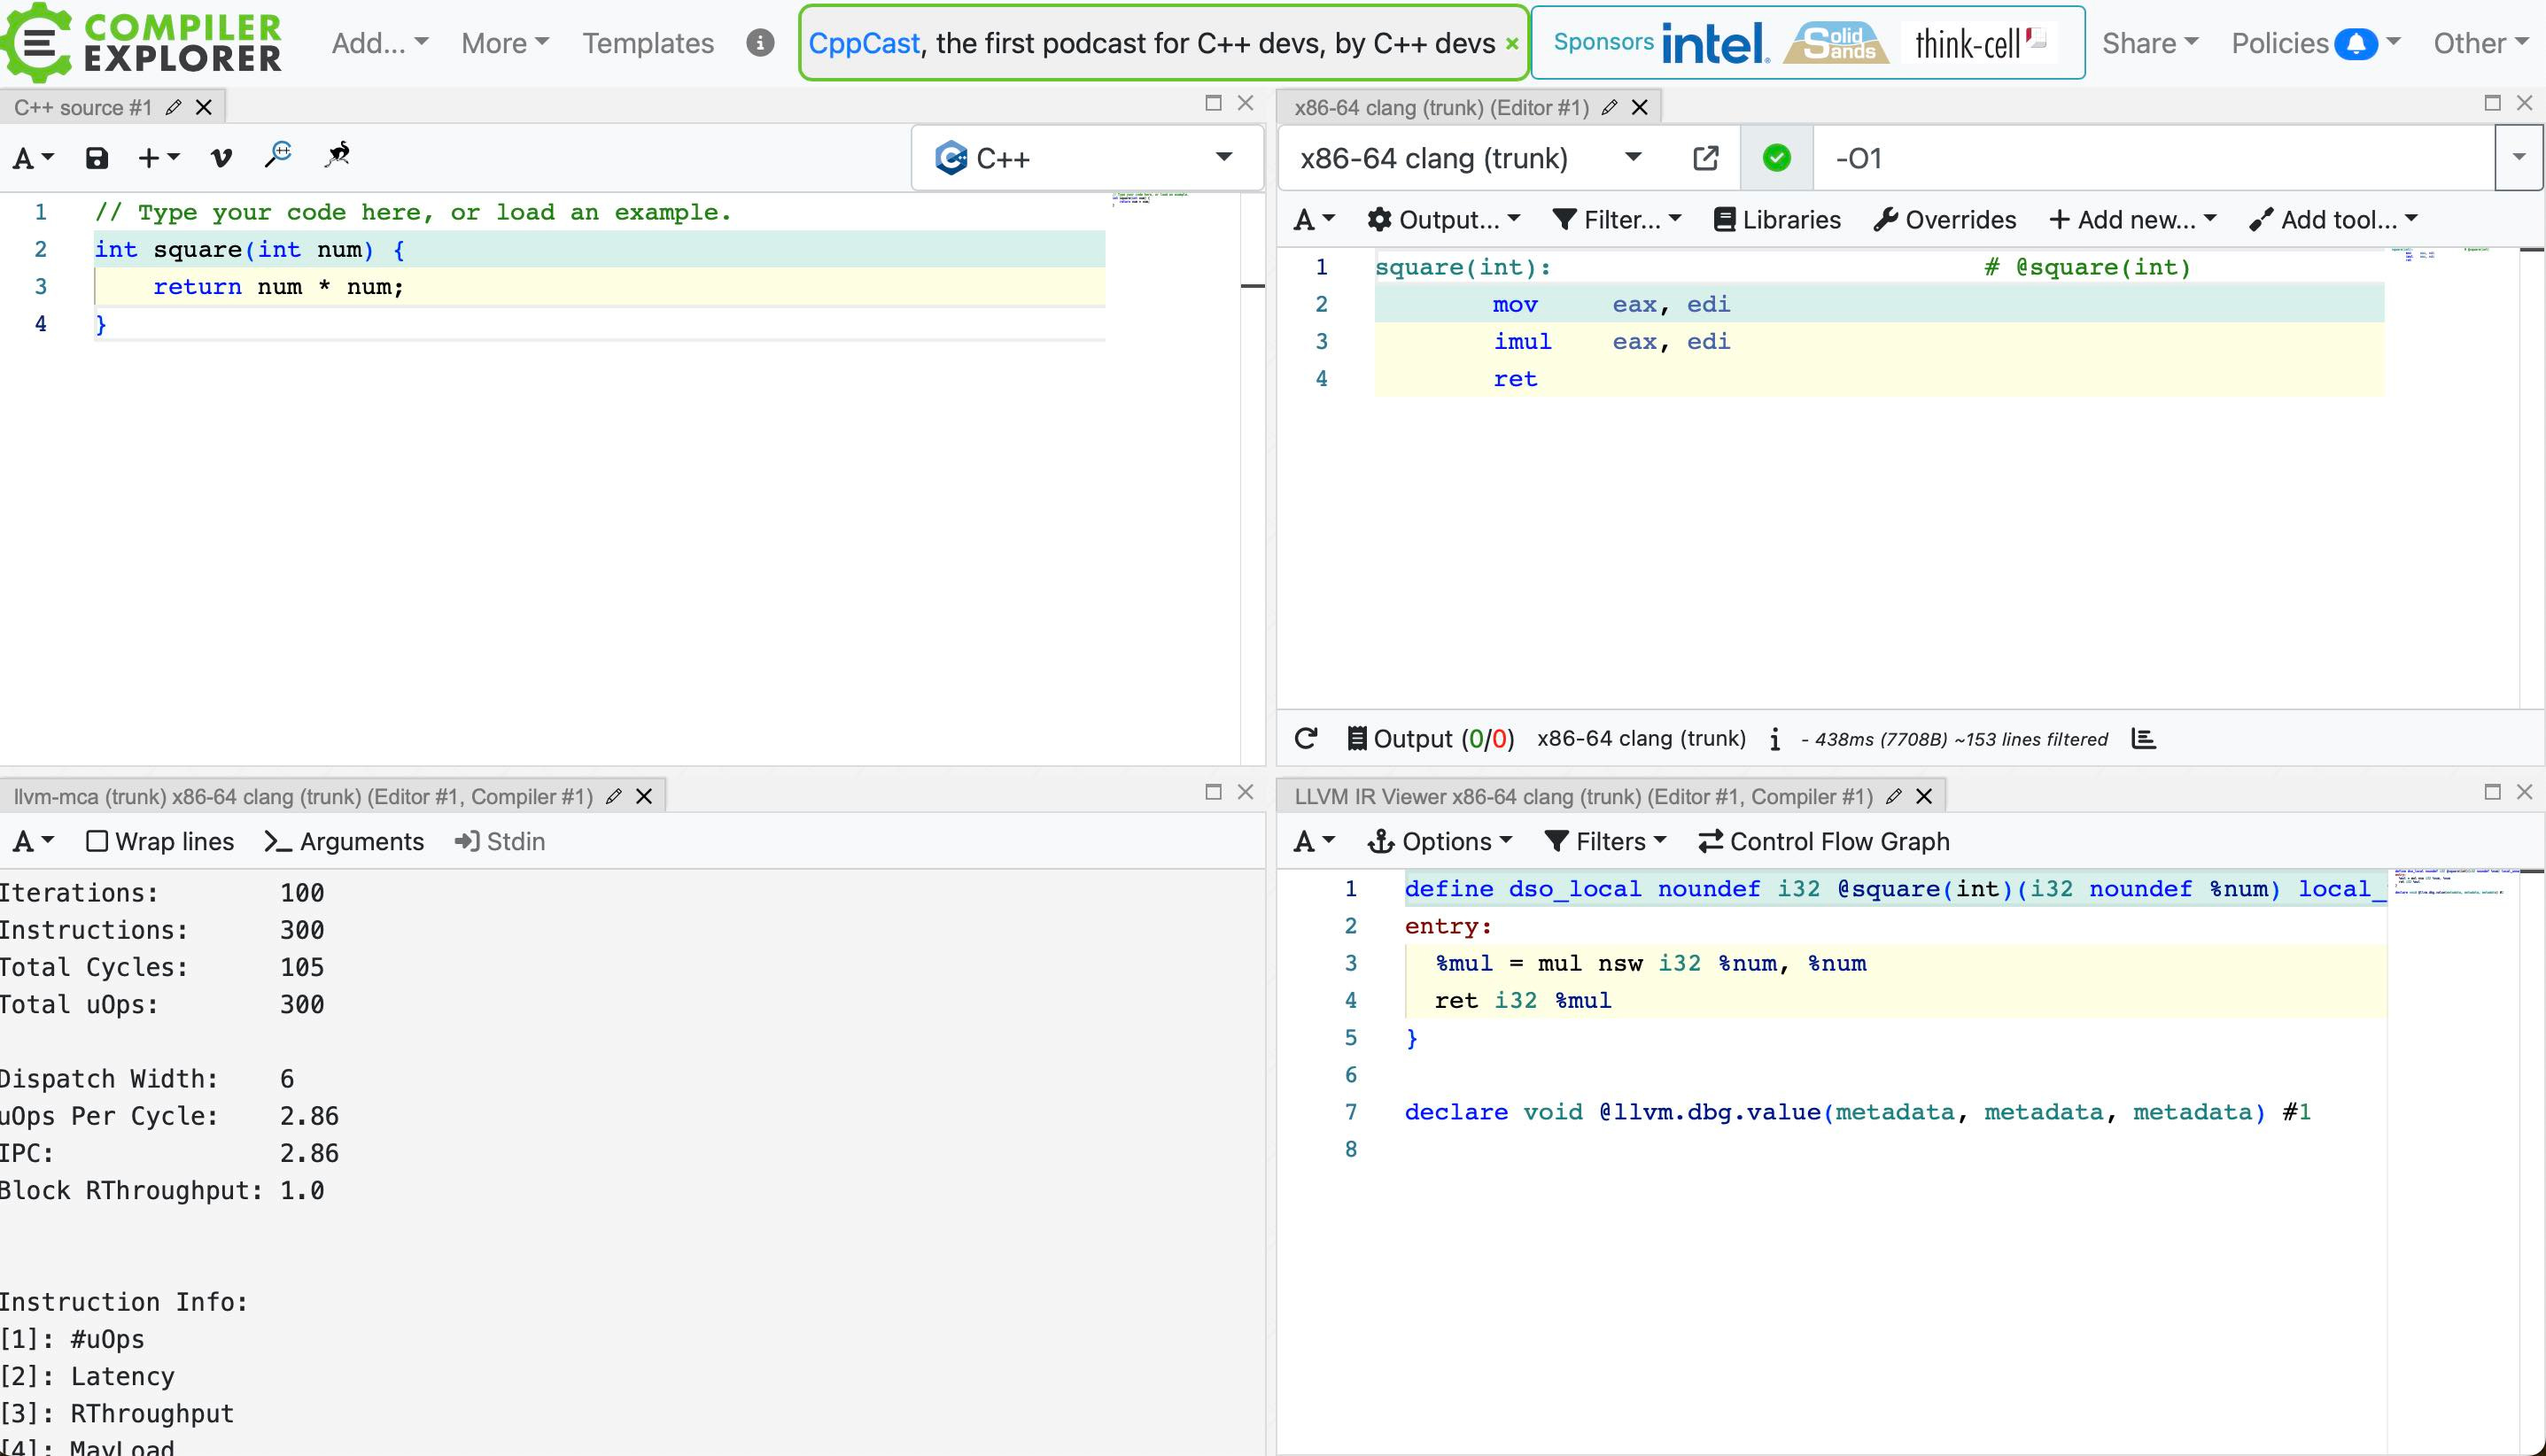 COMPILER
EXPLORER
Add...
More
Templates
CppCast, the first podcast for C++ devs, by C++ devs ×
Sponsors intel. Solid Sands think-cell
Share
Policies
Other
C++ source #1
A
C++
1 // Type your code here, or load an example.
2 int square(int num) {
3     return num * num;
4 }
x86-64 clang (trunk) (Editor #1)
x86-64 clang (trunk)
-O1
A Output... Filter... Libraries Overrides + Add new... Add tool...
1 square(int): # @square(int)
2 mov eax, edi
3 imul eax, edi
4 ret
Output (0/0) x86-64 clang (trunk) i - 438ms (7708B) ~153 lines filtered
llvm-mca (trunk) x86-64 clang (trunk) (Editor #1, Compiler #1)
A Wrap lines Arguments Stdin
Iterations: 100
Instructions: 300
Total Cycles: 105
Total uOps: 300
Dispatch Width: 6
uOps Per Cycle: 2.86
IPC: 2.86
Block RThroughput: 1.0
Instruction Info:
[1]: #uOps
[2]: Latency
[3]: RThroughput
[4]: MayLoad
LLVM IR Viewer x86-64 clang (trunk) (Editor #1, Compiler #1)
A Options Filters Control Flow Graph
1 define dso_local noundef i32 @square(int)(i32 noundef %num) local_
2 entry:
3 %mul = mul nsw i32 %num, %num
4 ret i32 %mul
5 }
6
7 declare void @llvm.dbg.value(metadata, metadata, metadata) #1
8